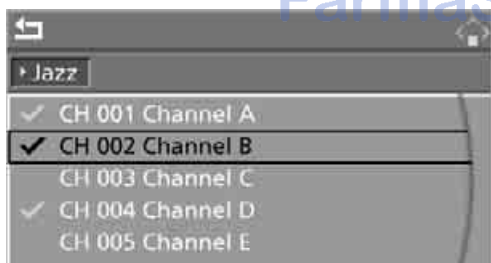 Jazz
CH 001 Channel A
CH 002 Channel B
CH 003 Channel C
CH 004 Channel D
CH 005 Channel E